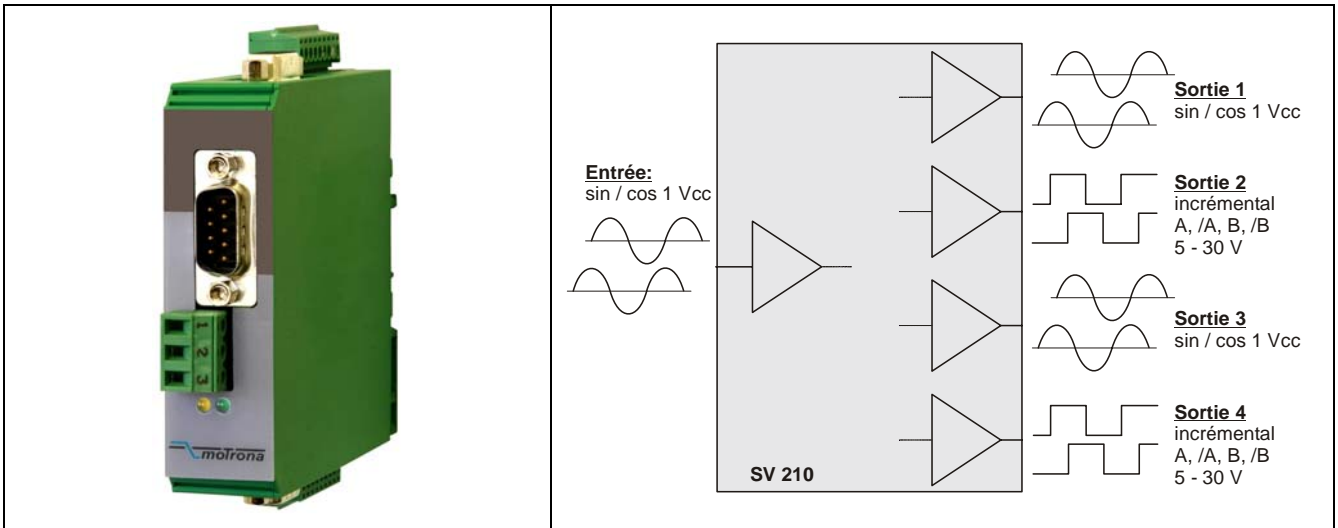 1
2
3
moTrona
Entrée:
sin / cos 1 Vcc
SV 210
Sortie 1
sin / cos 1 Vcc
Sortie 2
incrémental
A, /A, B, /B
5 - 30 V
Sortie 3
sin / cos 1 Vcc
Sortie 4
incrémental
A, /A, B, /B
5 - 30 V